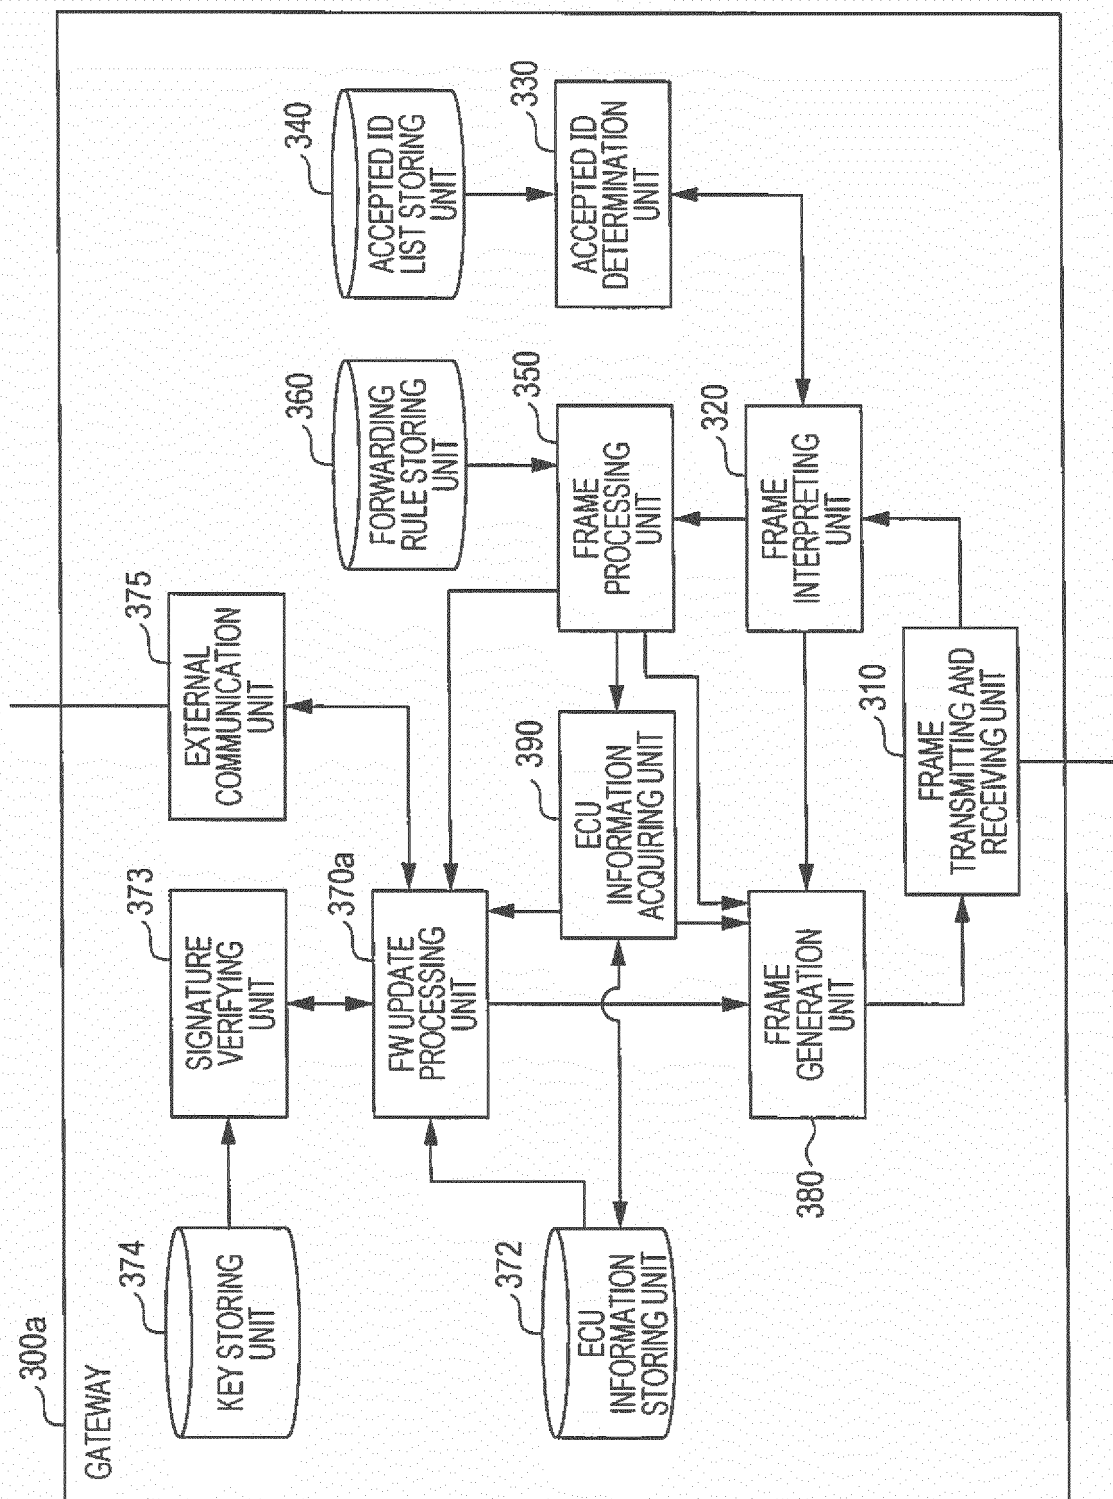 300a
GATEWAY
374
KEY STORING
UNIT
373
SIGNATURE
VERIFYING
UNIT
375
EXTERNAL
COMMUNICATION
UNIT
360
FORWARDING
RULE STORING
UNIT
340
ACCEPTED ID
LIST STORING
UNIT
372
ECU
INFORMATION
STORING UNIT
370a
FW UPDATE
PROCESSING
UNIT
390
ECU
INFORMATION
ACQUIRING UNIT
350
FRAME
PROCESSING
UNIT
330
ACCEPTED ID
DETERMINATION
UNIT
380
FRAME
GENERATION
UNIT
320
FRAME
INTERPRETING
UNIT
310
FRAME
TRANSMITTING AND
RECEIVING UNIT